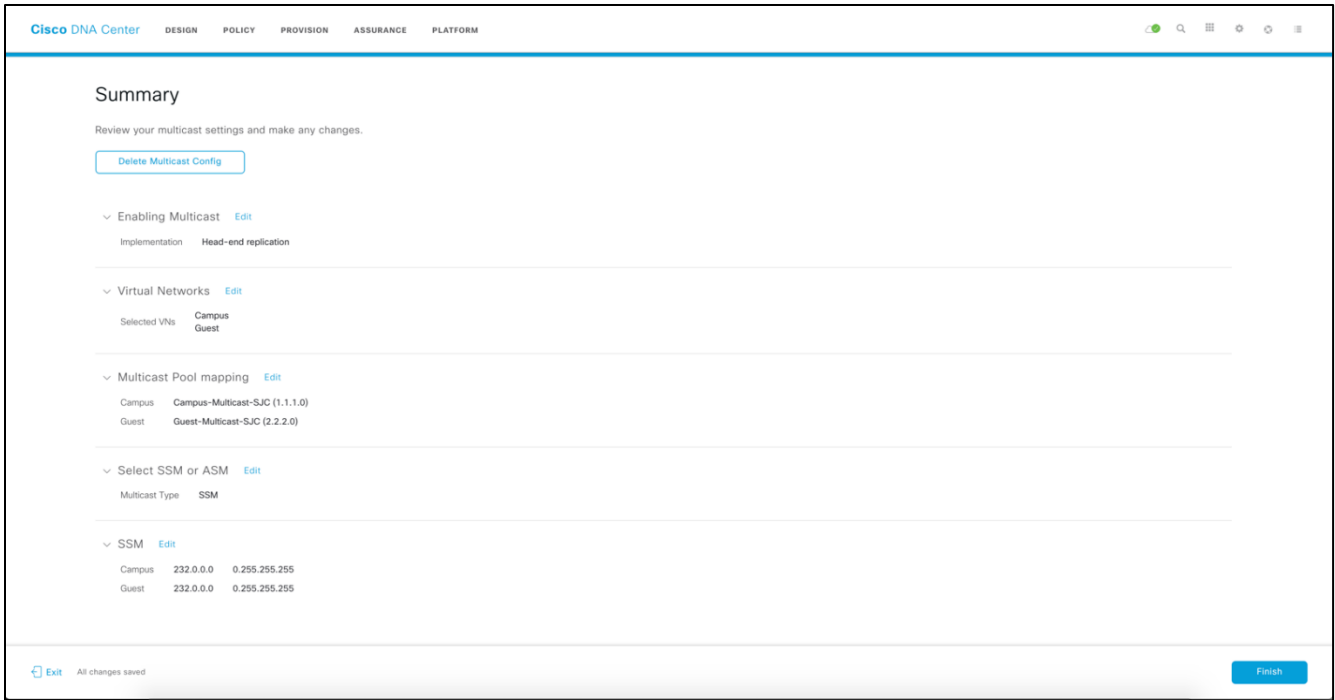 Cisco DNA Center DESIGN POLICY PROVISION ASSURANCE PLATFORM
Summary
Review your multicast settings and make any changes.
Delete Multicast Config
Enabling Multicast Edit
Implementation Head-end replication
Virtual Networks Edit
Selected VNs Campus
Guest
Multicast Pool mapping Edit
Campus Campus-Multicast-SJC (1.1.1.0)
Guest Guest-Multicast-SJC (2.2.2.0)
Select SSM or ASM Edit
Multicast Type SSM
SSM Edit
Campus 232.0.0.0 0.255.255.255
Guest 232.0.0.0 0.255.255.255
Exit All changes saved Finish